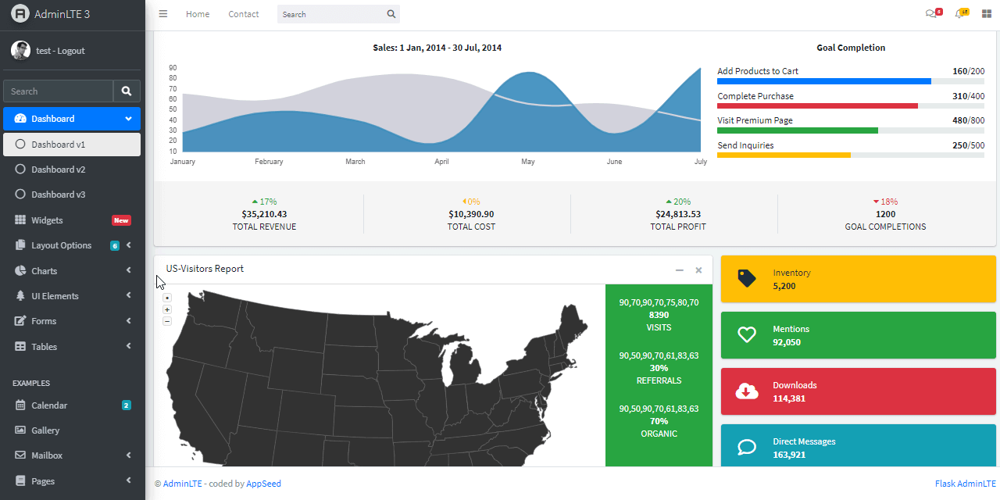 AdminLTE 3
test - Logout
Search
Dashboard
Dashboard v1
Dashboard v2
Dashboard v3
Widgets New
Layout Options 6
Charts
UI Elements
Forms
Tables
EXAMPLES
Calendar 2
Gallery
Mailbox
Pages
Home Contact Search
Sales: 1 Jan, 2014 - 30 Jul, 2014
90
80
70
60
50
40
30
20
10
January February March April May June July
Goal Completion
Add Products to Cart 160/200
Complete Purchase 310/400
Visit Premium Page 480/800
Send Inquiries 250/500
17%
$35,210.43
TOTAL REVENUE
0%
$10,390.90
TOTAL COST
20%
$24,813.53
TOTAL PROFIT
18%
1200
GOAL COMPLETIONS
US-Visitors Report
90,70,90,70,75,80,70
8390
VISITS
90,50,90,70,61,83,63
30%
REFERRALS
90,50,90,70,61,83,63
70%
ORGANIC
Inventory
5,200
Mentions
92,050
Downloads
114,381
Direct Messages
163,921
© AdminLTE - coded by AppSeed
Flask AdminLTE